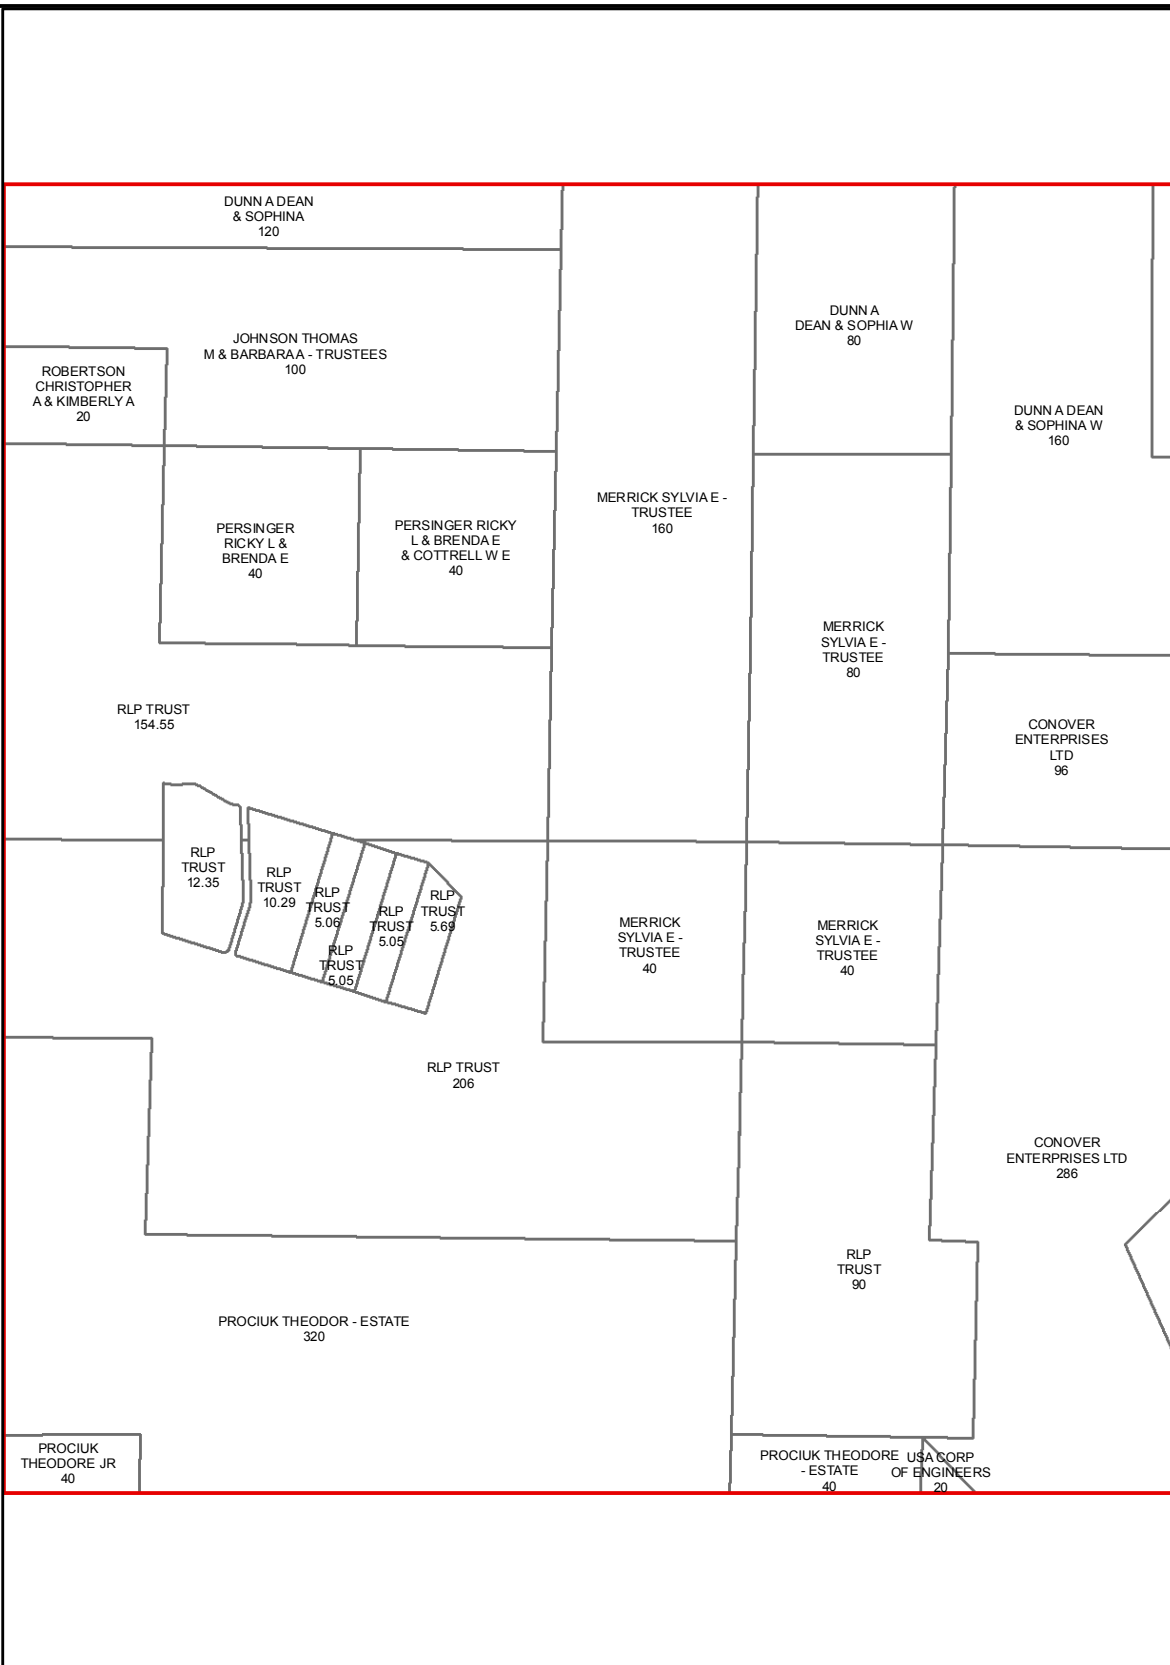 DUNN A DEAN
& SOPHINA
120
DUNN A
DEAN & SOPHIA W
80
JOHNSON THOMAS
M & BARBARA A - TRUSTEES
100
ROBERTSON
CHRISTOPHER
A & KIMBERLY A
20
DUNN A DEAN
& SOPHINA W
160
MERRICK SYLVIA E -
TRUSTEE
160
PERSINGER
RICKY L &
BRENDA E
40
PERSINGER RICKY
L & BRENDA E
& COTTRELL W E
40
MERRICK
SYLVIA E -
TRUSTEE
80
RLP TRUST
154.55
CONOVER
ENTERPRISES
LTD
96
RLP
TRUST
12.35
RLP
TRUST
10.29
RLP
TRUST
5.06
RLP
TRUST
5.05
RLP
TRUST
5.05
RLP
TRUST
5.69
MERRICK
SYLVIA E -
TRUSTEE
40
MERRICK
SYLVIA E -
TRUSTEE
40
RLP TRUST
206
CONOVER
ENTERPRISES LTD
286
RLP
TRUST
90
PROCIUK THEODOR - ESTATE
320
PROCIUK
THEODORE JR
40
PROCIUK THEODORE
- ESTATE
40
USA CORP
OF ENGINEERS
20